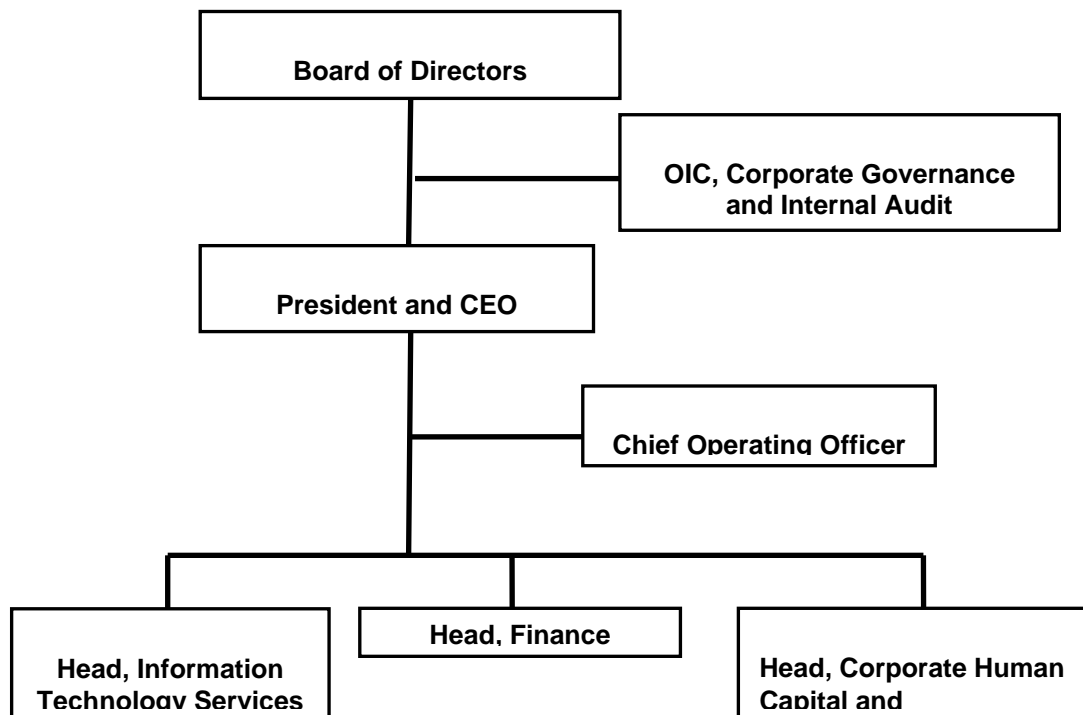 Board of Directors
OIC, Corporate Governance
and Internal Audit
President and CEO
Chief Operating Officer
Head, Finance
Head, Information
Technology Services
Head, Corporate Human
Capital and